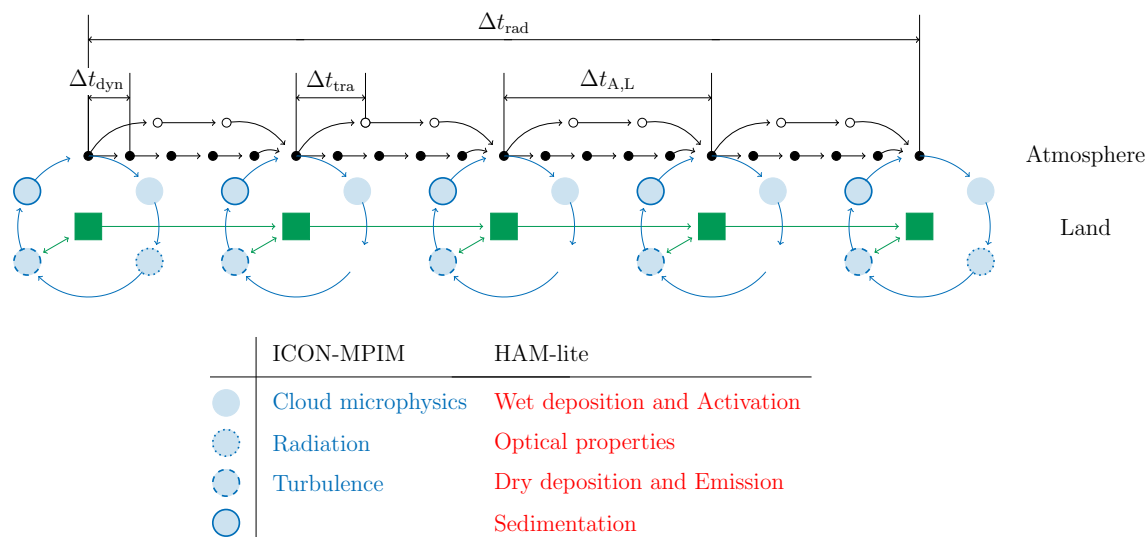 Δt_rad
Δt_dyn Δt_tra Δt_A,L
Atmosphere
Land
ICON-MPIM HAM-lite
Cloud microphysics Wet deposition and Activation
Radiation Optical properties
Turbulence Dry deposition and Emission
Sedimentation